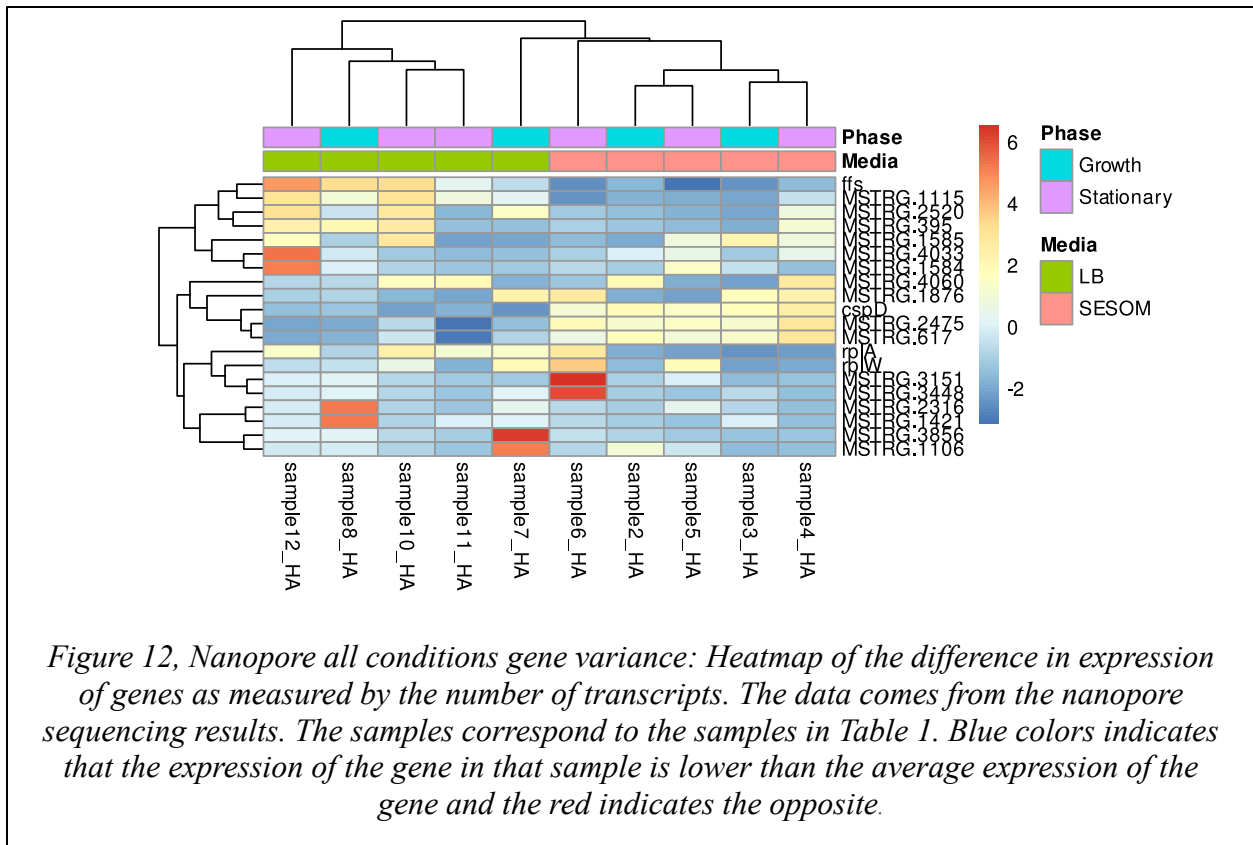 Phase
Media
ffs
MSTRG.1115
MSTRG.2520
MSTRG.395
MSTRG.1585
MSTRG.4033
MSTRG.1584
MSTRG.4060
MSTRG.1876
cspD
MSTRG.2475
MSTRG.617
rplA
rplW
MSTRG.3151
MSTRG.3448
MSTRG.2316
MSTRG.1421
MSTRG.3856
MSTRG.1106
sample12_HA
sample8_HA
sample10_HA
sample11_HA
sample7_HA
sample6_HA
sample2_HA
sample5_HA
sample3_HA
sample4_HA
6
4
2
0
-2
Phase
Growth
Stationary
Media
LB
SESOM
Figure 12, Nanopore all conditions gene variance: Heatmap of the difference in expression
of genes as measured by the number of transcripts. The data comes from the nanopore
sequencing results. The samples correspond to the samples in Table 1. Blue colors indicates
that the expression of the gene in that sample is lower than the average expression of the
gene and the red indicates the opposite.